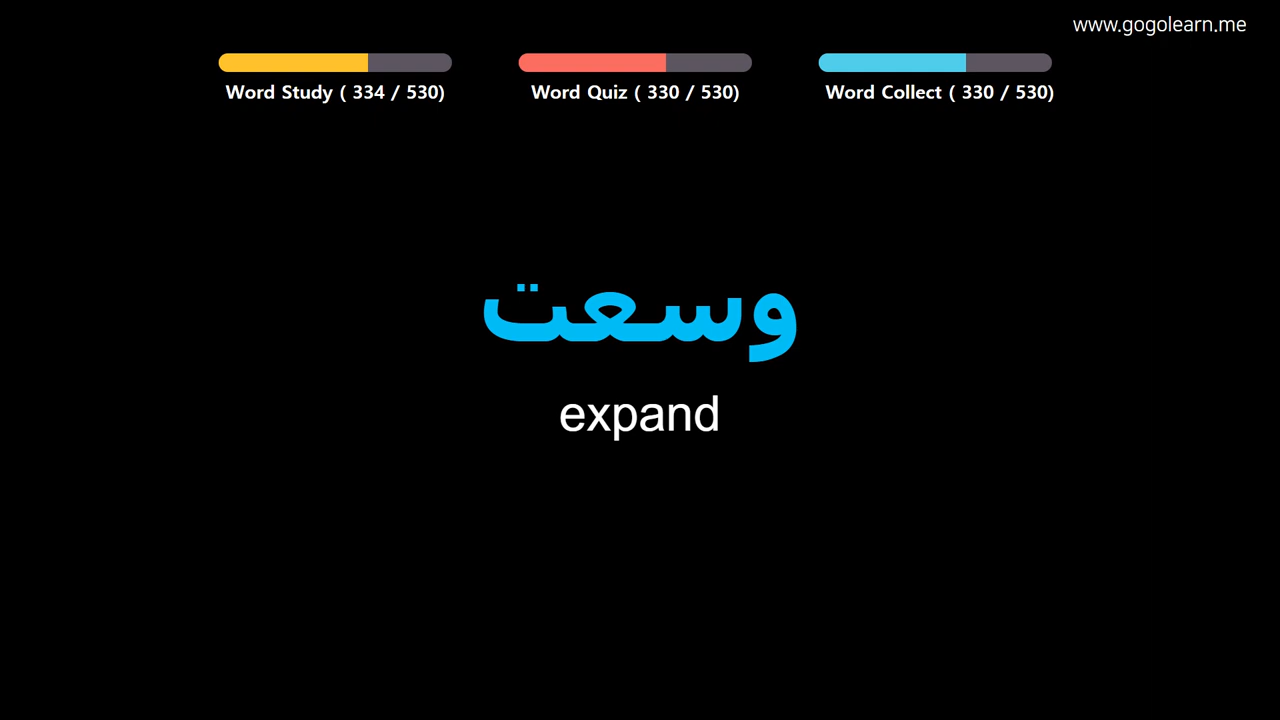 www.gogolearn.me
Word Study ( 334 / 530)
Word Quiz ( 330 / 530)
Word Collect ( 330 / 530)
وسعت
expand